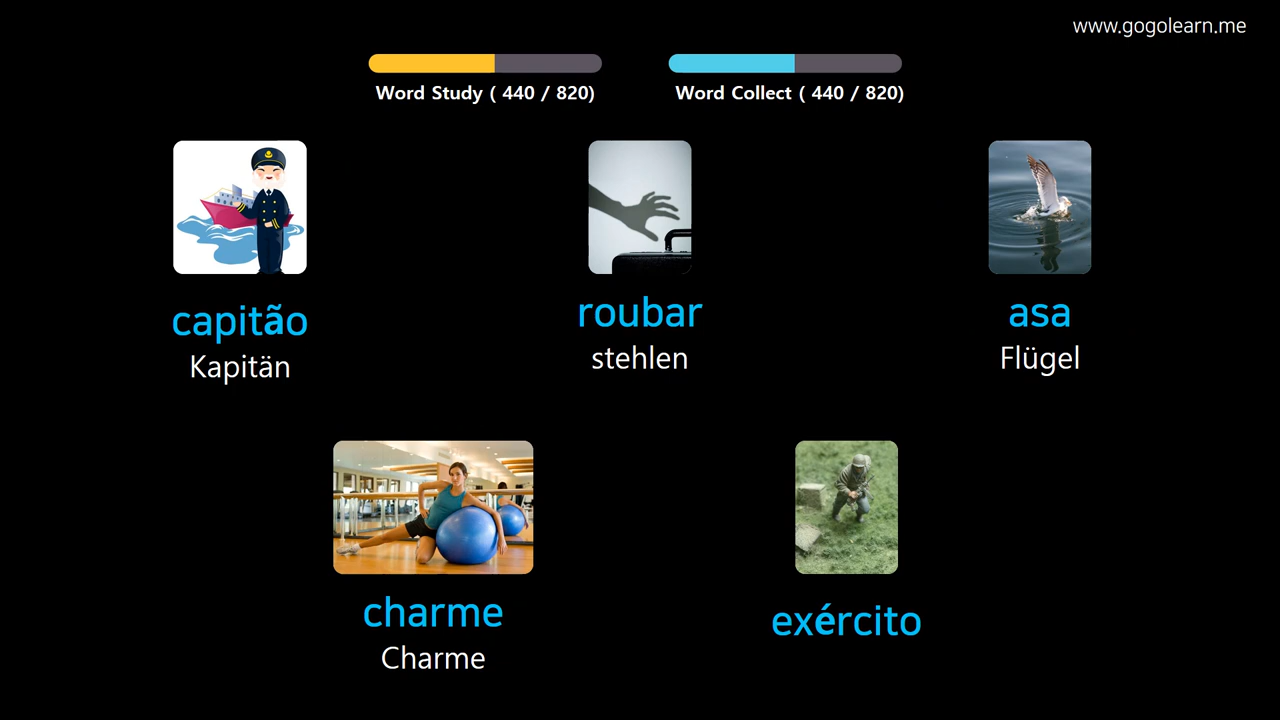 www.gogolearn.me
Word Study ( 440 / 820)
Word Collect ( 440 / 820)
capitão
Kapitän
roubar
stehlen
asa
Flügel
charme
Charme
exército